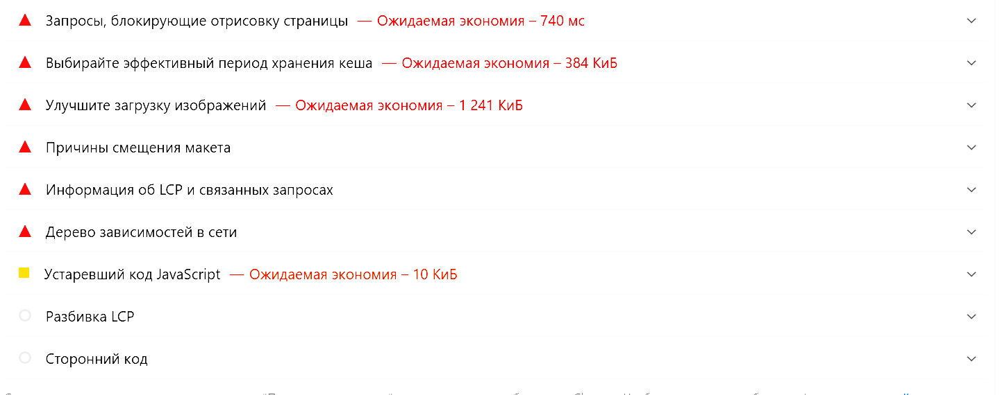 Запросы, блокирующие отрисовку страницы — Ожидаемая экономия – 740 мс
Выбирайте эффективный период хранения кеша — Ожидаемая экономия – 384 КиБ
Улучшите загрузку изображений — Ожидаемая экономия – 1 241 КиБ
Причины смещения макета
Информация об LCP и связанных запросах
Дерево зависимостей в сети
Устаревший код JavaScript — Ожидаемая экономия – 10 КиБ
Разбивка LCP
Сторонний код